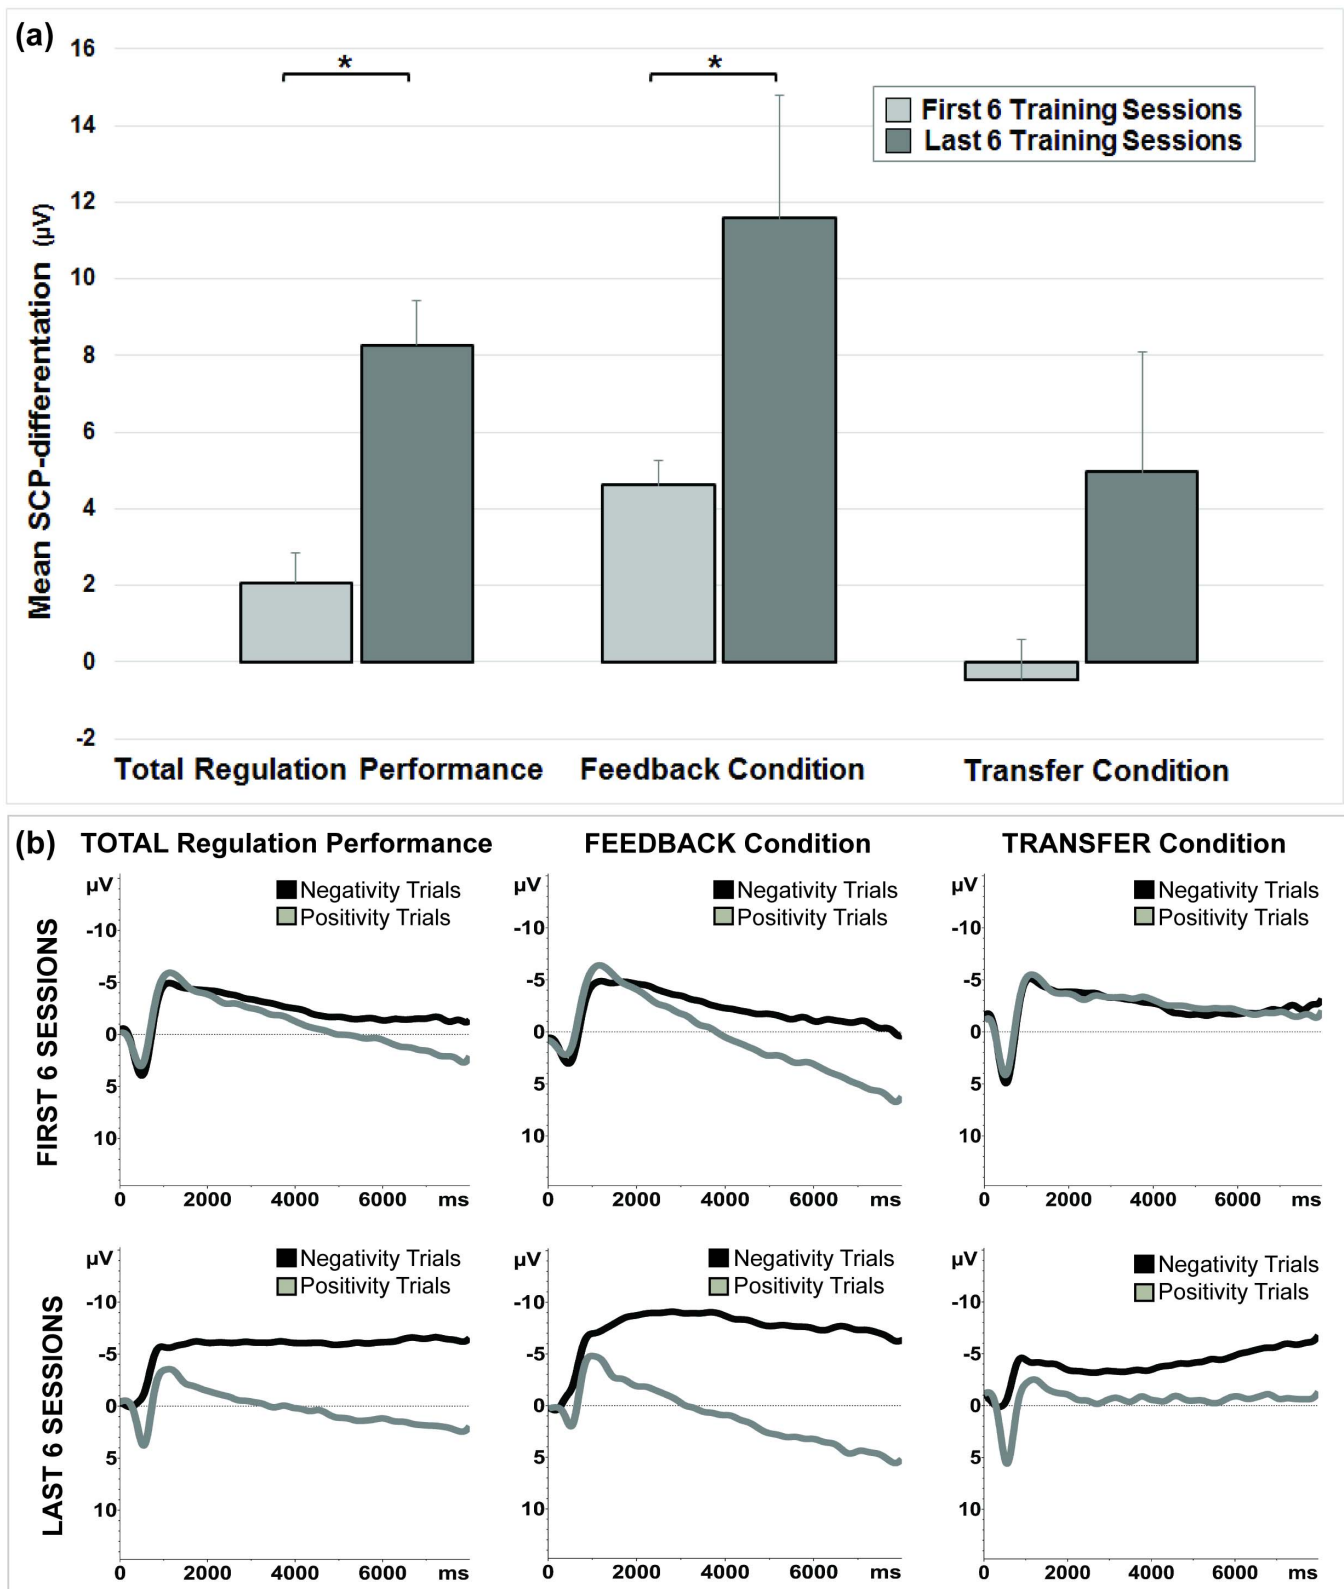 (a)
16
14
12
10
8
6
4
2
0
-2
Mean SCP-differentation (µV)
*
*
First 6 Training Sessions
Last 6 Training Sessions
Total Regulation Performance
Feedback Condition
Transfer Condition
(b)
TOTAL Regulation Performance
FEEDBACK Condition
TRANSFER Condition
FIRST 6 SESSIONS
µV
Negativity Trials
Positivity Trials
-10
-5
0
5
10
0 2000 4000 6000 ms
µV
Negativity Trials
Positivity Trials
-10
-5
0
5
10
0 2000 4000 6000 ms
µV
Negativity Trials
Positivity Trials
-10
-5
0
5
10
0 2000 4000 6000 ms
LAST 6 SESSIONS
µV
Negativity Trials
Positivity Trials
-10
-5
0
5
10
0 2000 4000 6000 ms
µV
Negativity Trials
Positivity Trials
-10
-5
0
5
10
0 2000 4000 6000 ms
µV
Negativity Trials
Positivity Trials
-10
-5
0
5
10
0 2000 4000 6000 ms